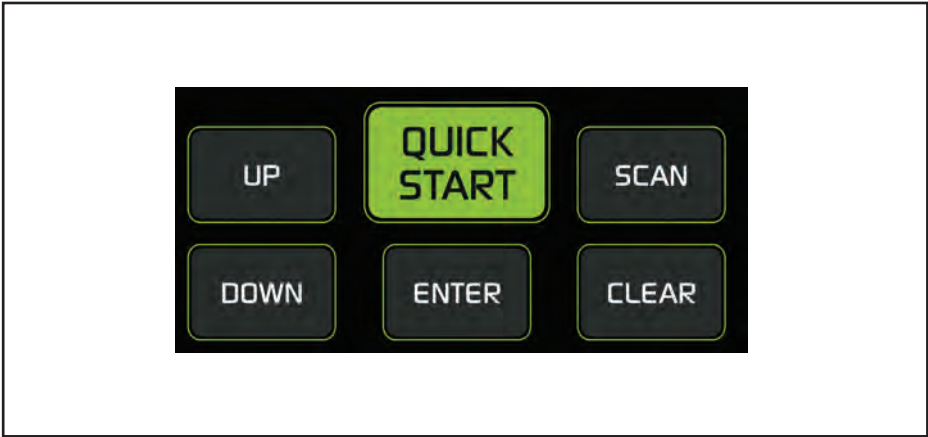 UP
QUICK
START
SCAN
DOWN
ENTER
CLEAR